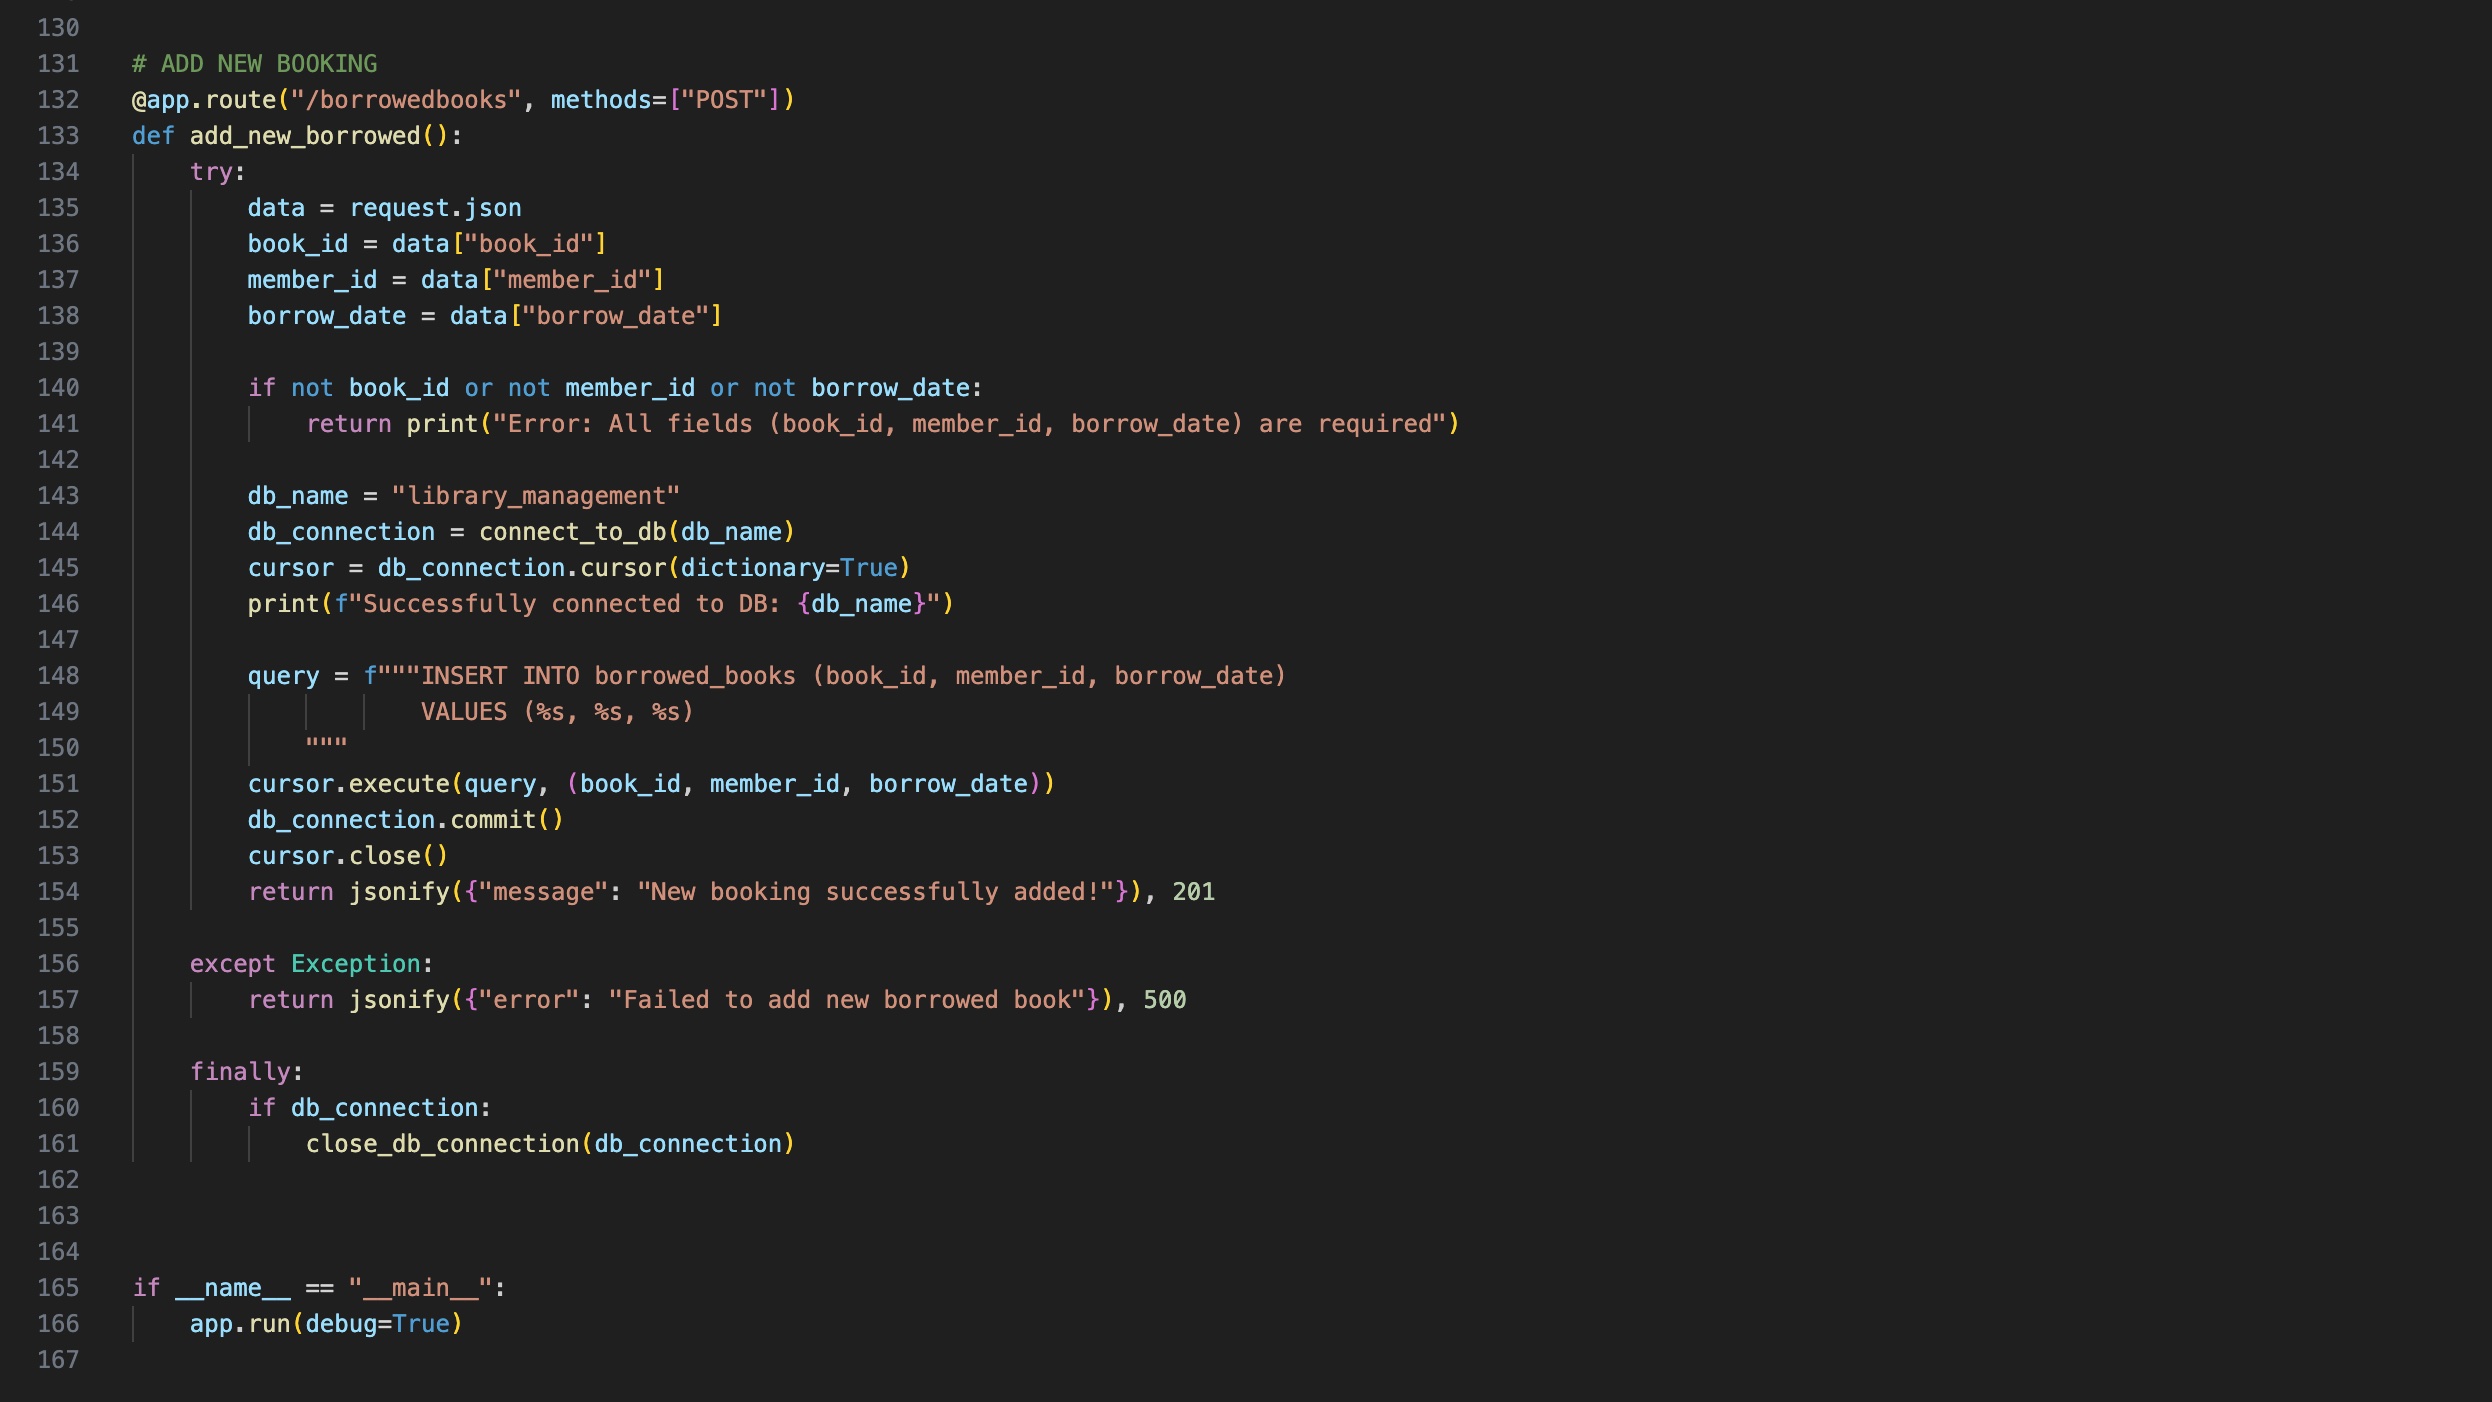 130
131 # ADD NEW BOOKING
132 @app.route("/borrowedbooks", methods=["POST"])
133 def add_new_borrowed():
134     try:
135         data = request.json
136         book_id = data["book_id"]
137         member_id = data["member_id"]
138         borrow_date = data["borrow_date"]
139
140         if not book_id or not member_id or not borrow_date:
141             return print("Error: All fields (book_id, member_id, borrow_date) are required")
142
143         db_name = "library_management"
144         db_connection = connect_to_db(db_name)
145         cursor = db_connection.cursor(dictionary=True)
146         print(f"Successfully connected to DB: {db_name}")
147
148         query = f"""INSERT INTO borrowed_books (book_id, member_id, borrow_date)
149                     VALUES (%s, %s, %s)
150             """
151         cursor.execute(query, (book_id, member_id, borrow_date))
152         db_connection.commit()
153         cursor.close()
154         return jsonify({"message": "New booking successfully added!"}), 201
155
156     except Exception:
157         return jsonify({"error": "Failed to add new borrowed book"}), 500
158
159     finally:
160         if db_connection:
161             close_db_connection(db_connection)
162
163
164
165 if __name__ == "__main__":
166     app.run(debug=True)
167